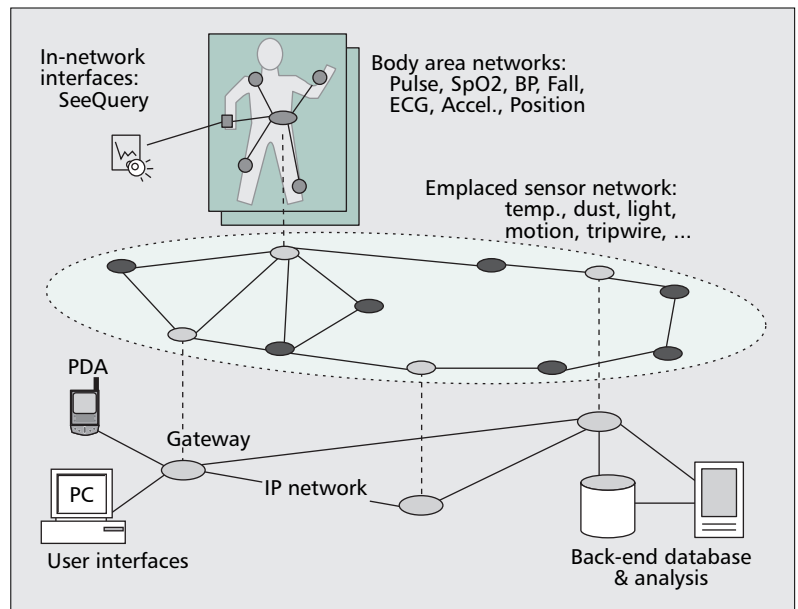 In-network
interfaces:
SeeQuery
Body area networks:
Pulse, SpO2, BP, Fall,
ECG, Accel., Position
Emplaced sensor network:
temp., dust, light,
motion, tripwire, ...
PDA
Gateway
PC
IP network
User interfaces
Back-end database
& analysis